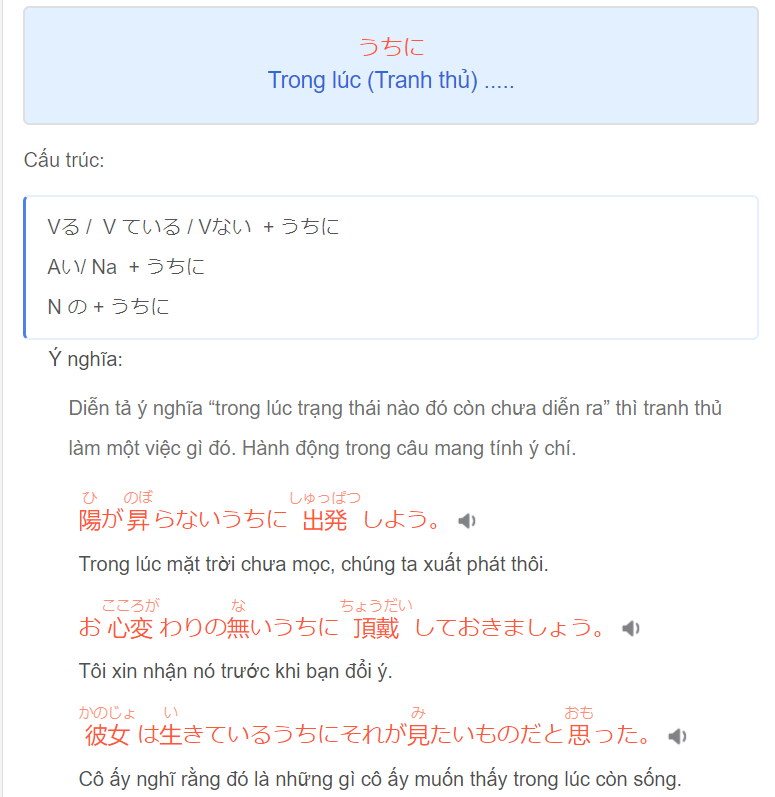 うちに
Trong lúc (Tranh thủ) .....
Cấu trúc:
Vる /  V ている / Vない  + うちに
Aい/ Na  + うちに
N の + うちに
Ý nghĩa:
Diễn tả ý nghĩa “trong lúc trạng thái nào đó còn chưa diễn ra” thì tranh thủ
làm một việc gì đó. Hành động trong câu mang tính ý chí.
ひ のぼ しゅっぱつ
陽が昇らないうちに出発しよう。
Trong lúc mặt trời chưa mọc, chúng ta xuất phát thôi.
こころが な ちょうだい
お心変わりの無いうちに頂戴しておきましょう。
Tôi xin nhận nó trước khi bạn đổi ý.
かのじょ い み おも
彼女は生きているうちにそれが見たいものだと思った。
Cô ấy nghĩ rằng đó là những gì cô ấy muốn thấy trong lúc còn sống.